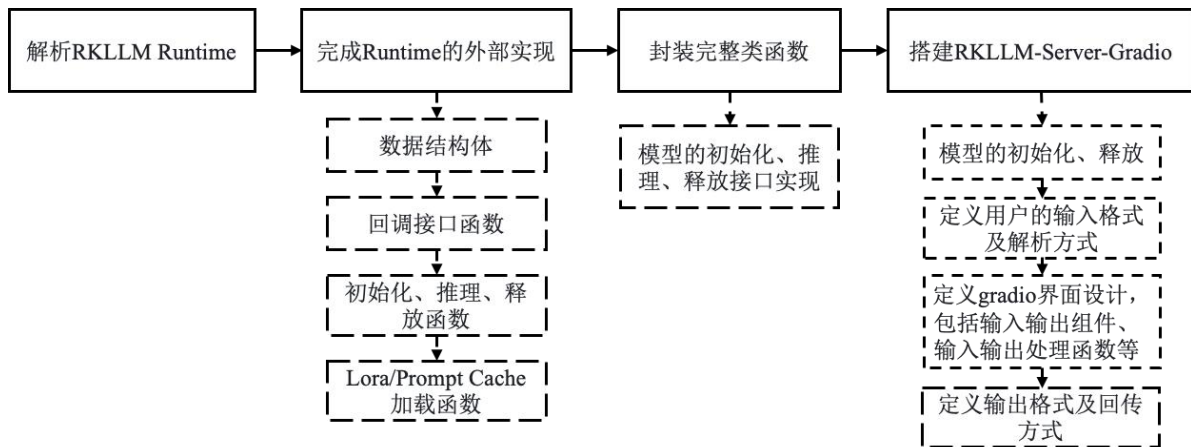 解析RKLLM Runtime
完成Runtime的外部实现
封装完整类函数
搭建RKLLM-Server-Gradio
数据结构体
回调接口函数
初始化、推理、释
放函数
Lora/Prompt Cache
加载函数
模型的初始化、推
理、释放接口实现
模型的初始化、释放
定义用户的输入格式
及解析方式
定义gradio界面设计，
包括输入输出组件、
输入输出处理函数等
定义输出格式及回传
方式